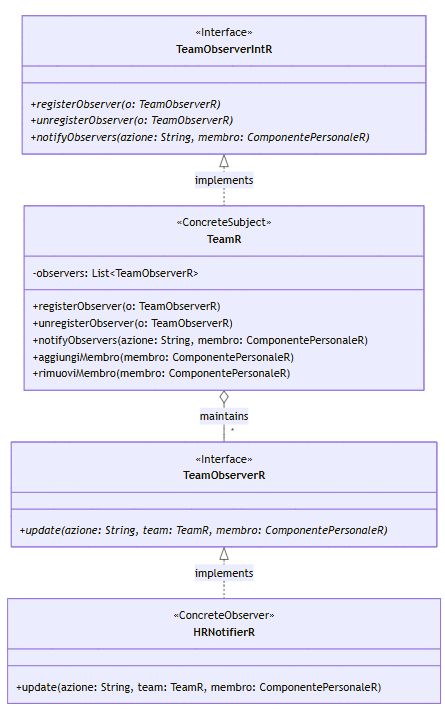 «Interface»
TeamObserverIntR
+registerObserver(o: TeamObserverR)
+unregisterObserver(o: TeamObserverR)
+notifyObservers(azione: String, membro: ComponentePersonaleR)
implements
«ConcreteSubject»
TeamR
-observers: List<TeamObserverR>
+registerObserver(o: TeamObserverR)
+unregisterObserver(o: TeamObserverR)
+notifyObservers(azione: String, membro: ComponentePersonaleR)
+aggiungiMembro(membro: ComponentePersonaleR)
+rimuoviMembro(membro: ComponentePersonaleR)
maintains
*
«Interface»
TeamObserverR
+update(azione: String, team: TeamR, membro: ComponentePersonaleR)
implements
«ConcreteObserver»
HRNotifierR
+update(azione: String, team: TeamR, membro: ComponentePersonaleR)